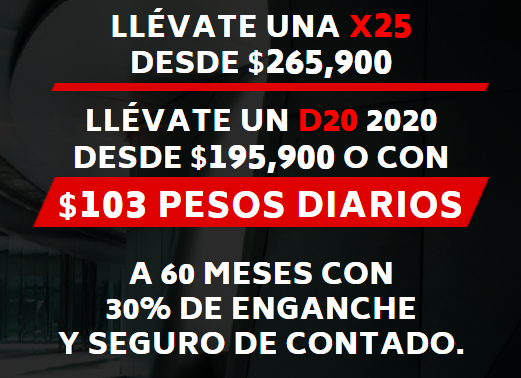 LLÉVATE UNA X25
DESDE $265,900
LLÉVATE UN D20 2020
DESDE $195,900 O CON
$103 PESOS DIARIOS
A 60 MESES CON
30% DE ENGANCHE
Y SEGURO DE CONTADO.